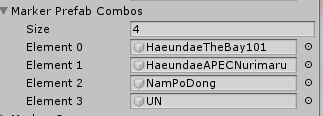 Marker Prefab Combos
Size 4
Element 0 HaeundaeTheBay101
Element 1 HaeundaeAPECNurimaru
Element 2 NamPoDong
Element 3 UN